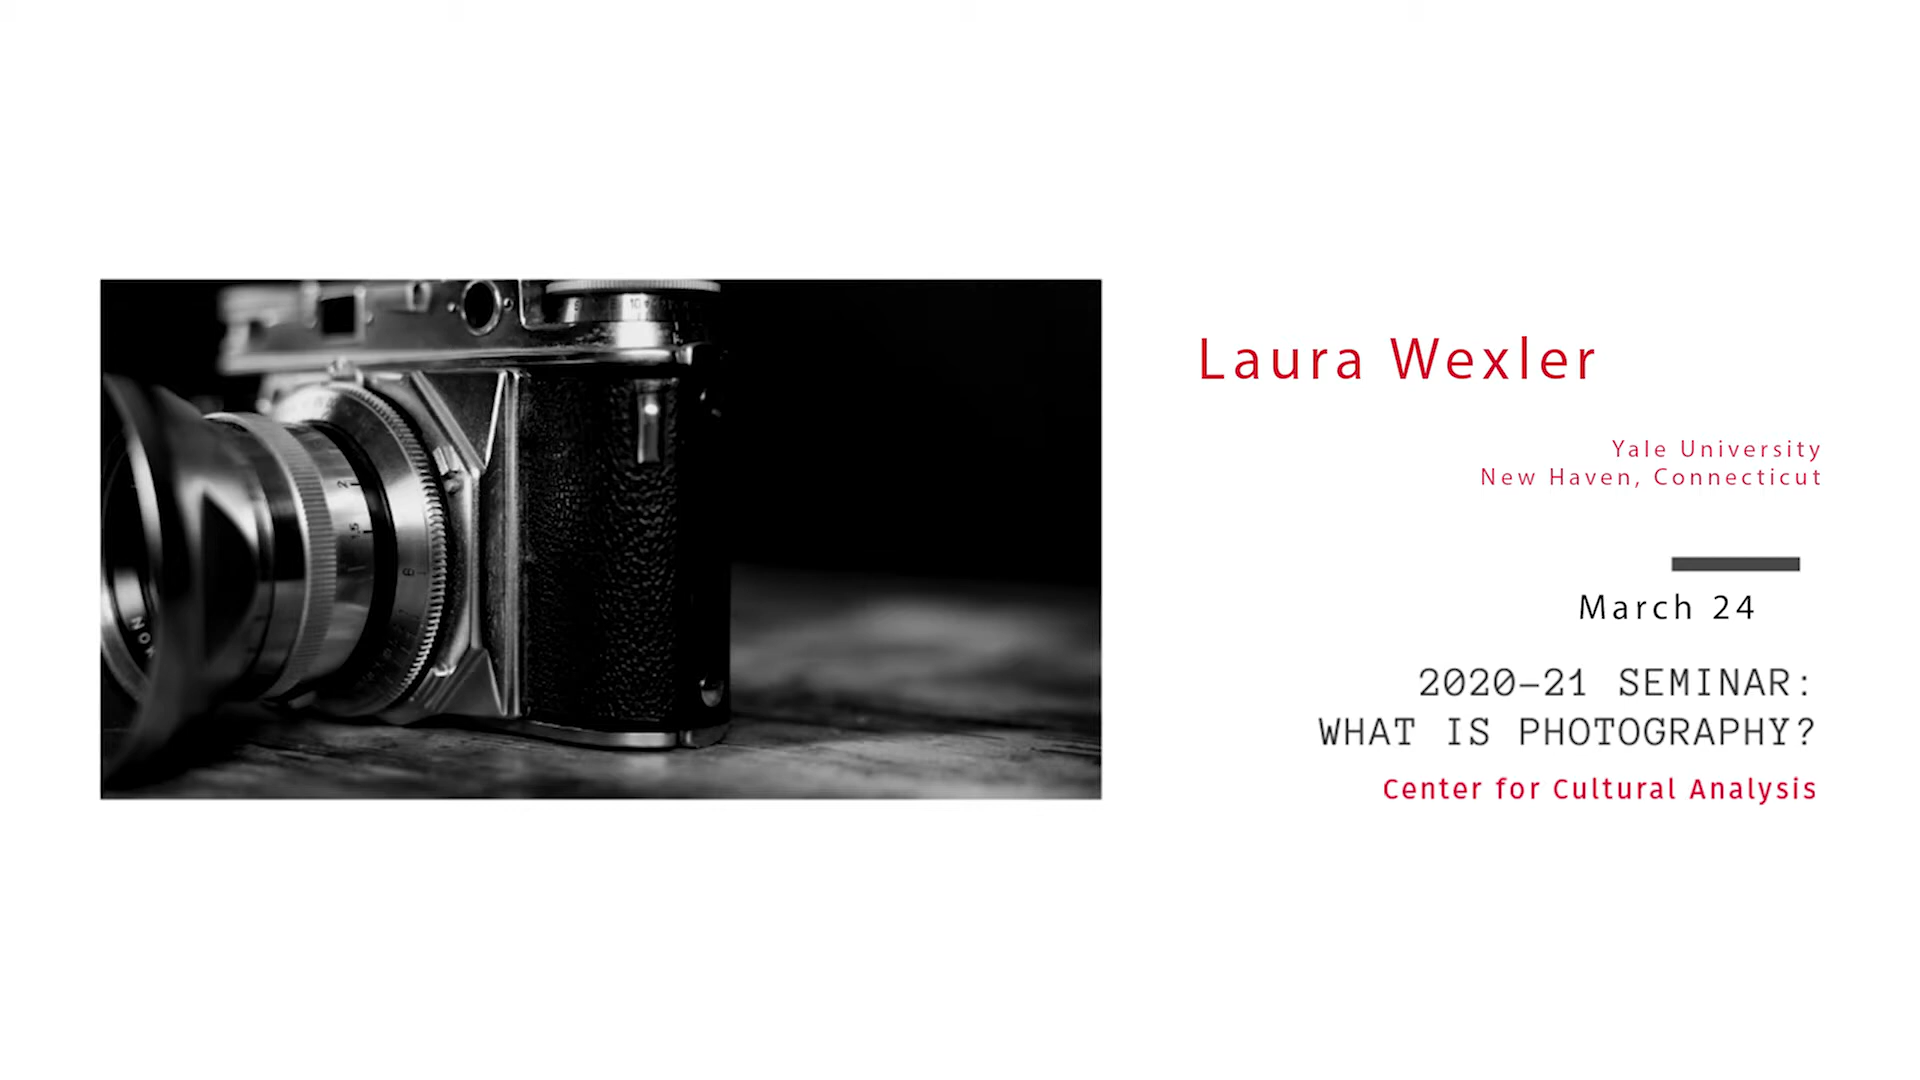 Laura Wexler
Yale University
New Haven, Connecticut
March 24
2020-21 SEMINAR:
WHAT IS PHOTOGRAPHY?
Center for Cultural Analysis